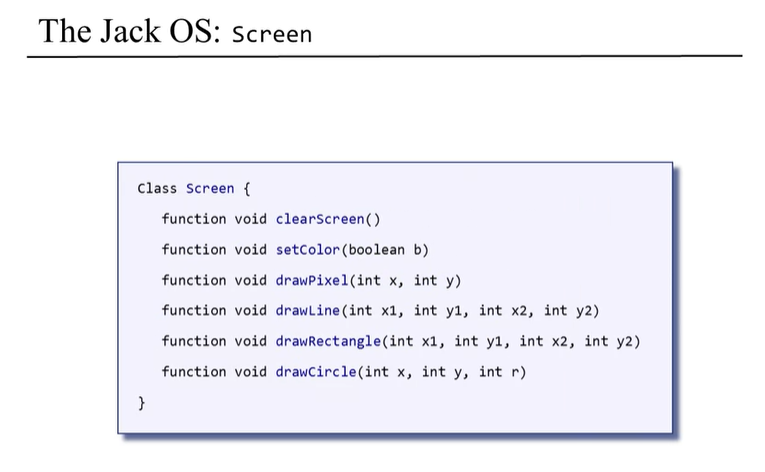 The Jack OS: Screen
Class Screen {
function void clearScreen()
function void setColor(boolean b)
function void drawPixel(int x, int y)
function void drawLine(int x1, int y1, int x2, int y2)
function void drawRectangle(int x1, int y1, int x2, int y2)
function void drawCircle(int x, int y, int r)
}